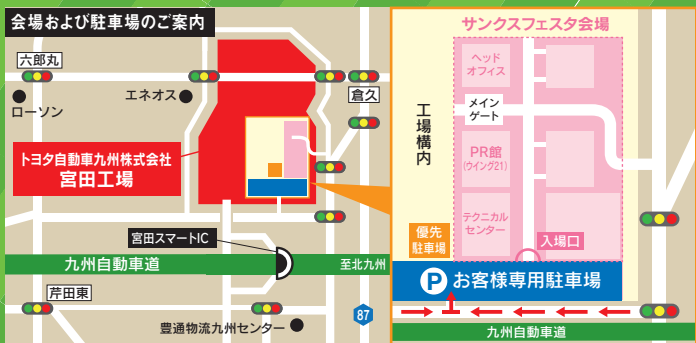 会場および駐車場のご案内
六郎丸
ローソン
エネオス
倉久
トヨタ自動車九州株式会社
宮田工場
宮田スマートIC
九州自動車道
至北九州
芹田東
豊通物流九州センター
87
サンクスフェスタ会場
ヘッド
オフィス
メイン
ゲート
工場構内
PR館
(ウイング21)
テクニカル
センター
優先
駐車場
入場口
P お客様専用駐車場
九州自動車道